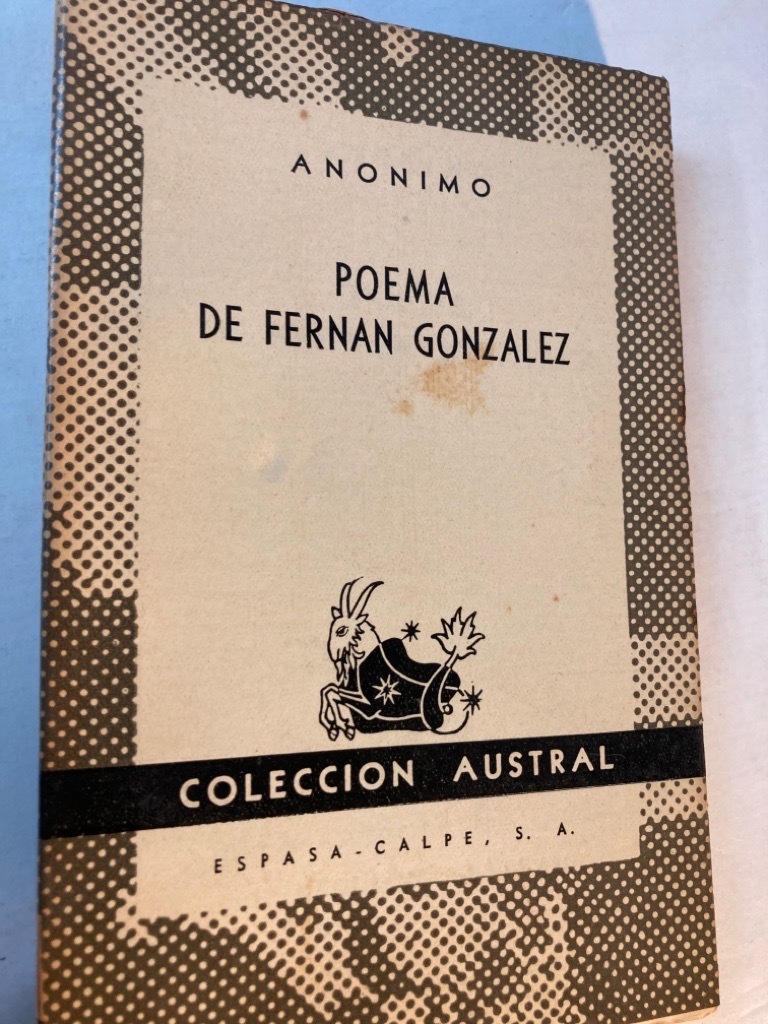 ANONIMO
POEMA
DE FERNAN GONZALEZ
COLECCION AUSTRAL
ESPASA-CALPE, S. A.